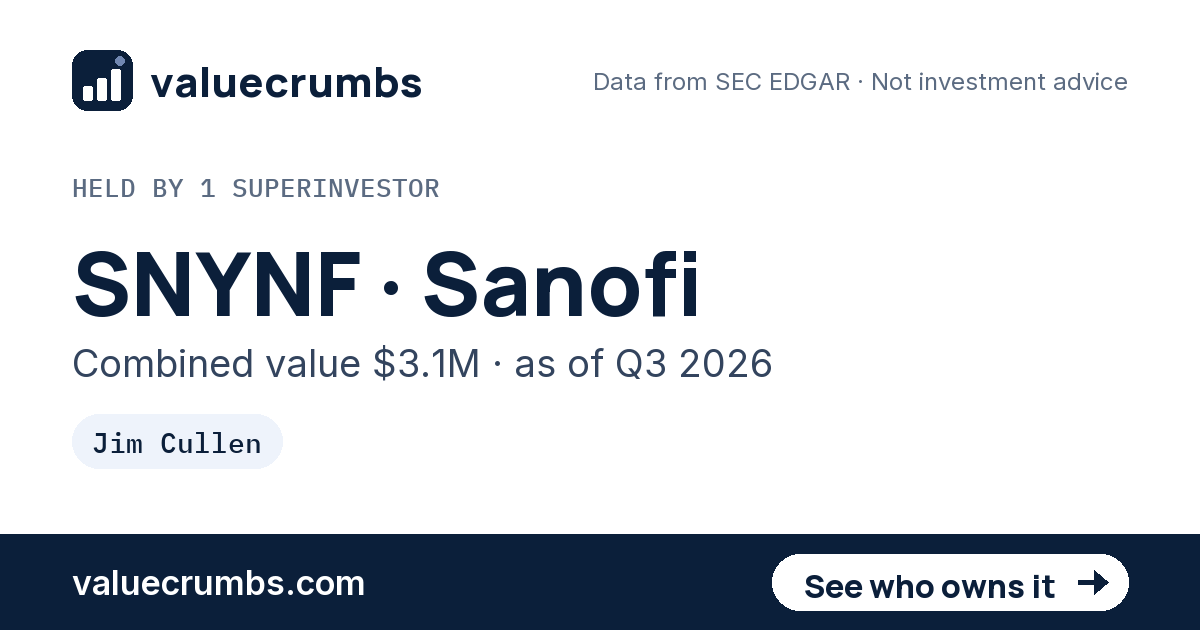 valuecrumbs
Data from SEC EDGAR · Not investment advice
HELD BY 1 SUPERINVESTOR
SNYNF · Sanofi
Combined value $3.1M · as of Q3 2026
Jim Cullen
valuecrumbs.com
See who owns it →